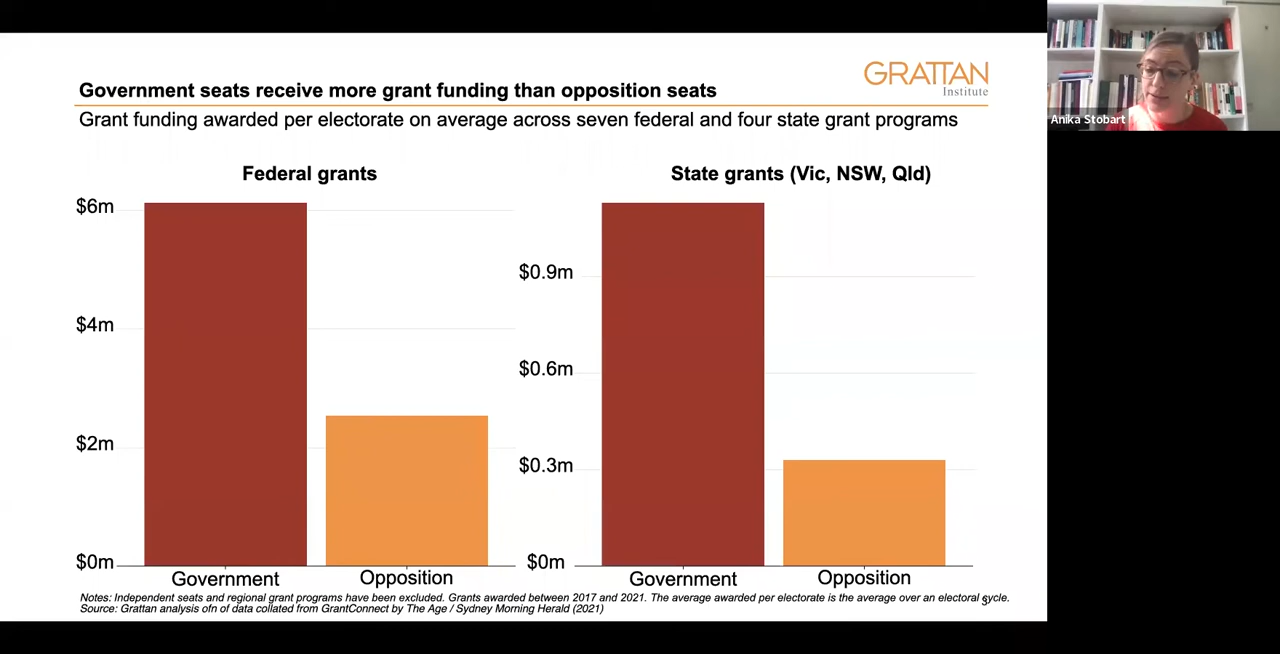 Government seats receive more grant funding than opposition seats
GRATTAN
Institute
Grant funding awarded per electorate on average across seven federal and four state grant programs
Anika Stobart
Federal grants
$6m
$4m
$2m
$0m
Government
Opposition
State grants (Vic, NSW, Qld)
$0.9m
$0.6m
$0.3m
$0m
Government
Opposition
Notes: Independent seats and regional grant programs have been excluded. Grants awarded between 2017 and 2021. The average awarded per electorate is the average over an electoral cycle.
Source: Grattan analysis ofn of data collated from GrantConnect by The Age / Sydney Morning Herald (2021)